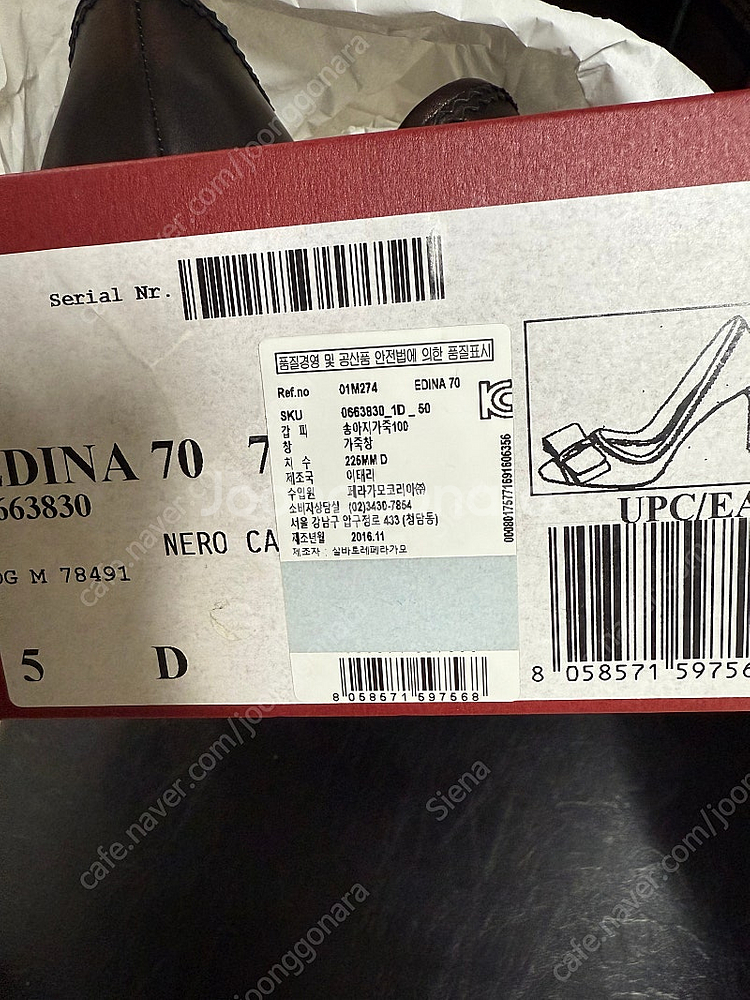 Serial Nr.
품질경영 및 공산품 안전법에 의한 품질표시
Ref.no 01M274 EDINA 70
SKU 0663830_1D _ 50
갑 피 송아지가죽100
창 가죽창
치 수 225MM D
제조국 이태리
수입원 페라가모코리아㈜
소비자상담실 (02)3430-7854
서울 강남구 압구정로 433 (청담동)
제조년월 2016.11
제조자 : 살바토레페라가모
8 058571 597568
EDINA 70 7
663830
NERO CA
OG M 78491
5 D
UPC/EA
8 058571 59756
cafe.naver.com/joonggonara
Siena